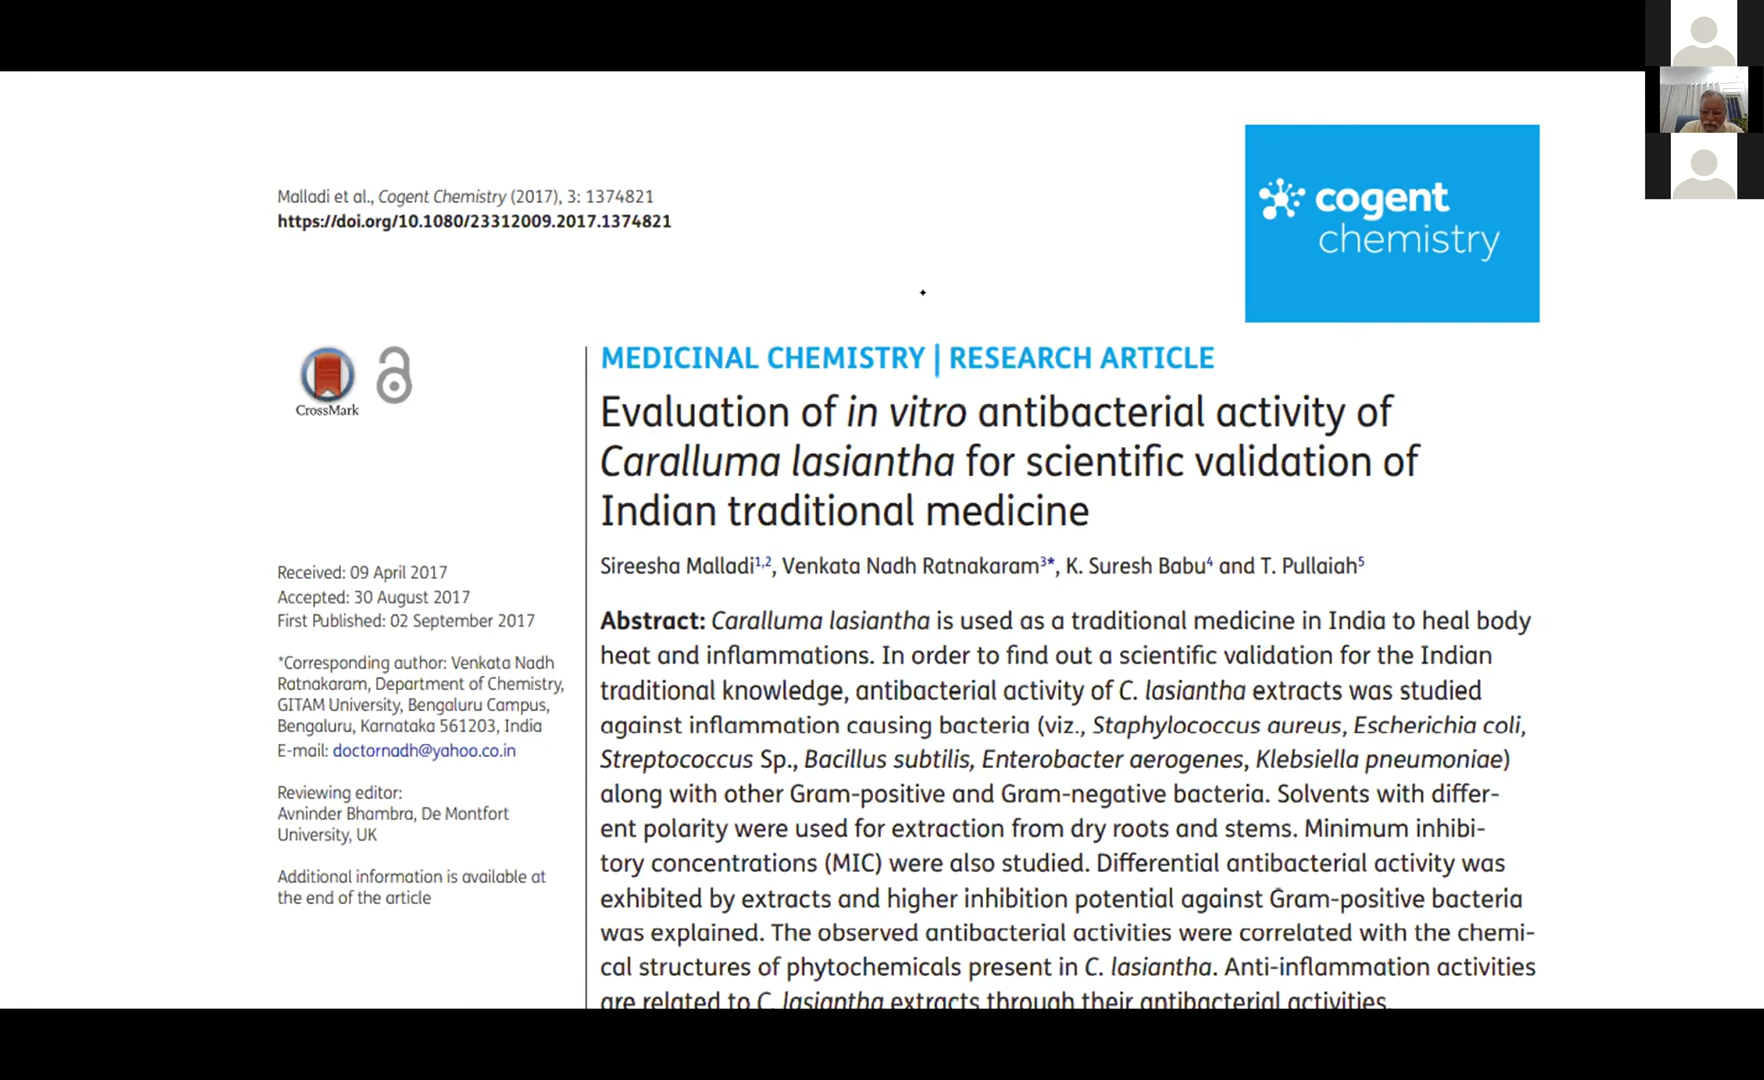 Malladi et al., Cogent Chemistry (2017), 3: 1374821
https://doi.org/10.1080/23312009.2017.1374821
cogent
chemistry
CrossMark
MEDICINAL CHEMISTRY | RESEARCH ARTICLE
Evaluation of in vitro antibacterial activity of
Caralluma lasiantha for scientific validation of
Indian traditional medicine
Sireesha Malladi1,2, Venkata Nadh Ratnakaram3*, K. Suresh Babu4 and T. Pullaiah5
Received: 09 April 2017
Accepted: 30 August 2017
First Published: 02 September 2017
*Corresponding author: Venkata Nadh
Ratnakaram, Department of Chemistry,
GITAM University, Bengaluru Campus,
Bengaluru, Karnataka 561203, India
E-mail: doctornadh@yahoo.co.in
Reviewing editor:
Avninder Bhambra, De Montfort
University, UK
Additional information is available at
the end of the article
Abstract: Caralluma lasiantha is used as a traditional medicine in India to heal body
heat and inflammations. In order to find out a scientific validation for the Indian
traditional knowledge, antibacterial activity of C. lasiantha extracts was studied
against inflammation causing bacteria (viz., Staphylococcus aureus, Escherichia coli,
Streptococcus Sp., Bacillus subtilis, Enterobacter aerogenes, Klebsiella pneumoniae)
along with other Gram-positive and Gram-negative bacteria. Solvents with differ-
ent polarity were used for extraction from dry roots and stems. Minimum inhibi-
tory concentrations (MIC) were also studied. Differential antibacterial activity was
exhibited by extracts and higher inhibition potential against Gram-positive bacteria
was explained. The observed antibacterial activities were correlated with the chemi-
cal structures of phytochemicals present in C. lasiantha. Anti-inflammation activities
are related to C. lasiantha extracts through their antibacterial activities.